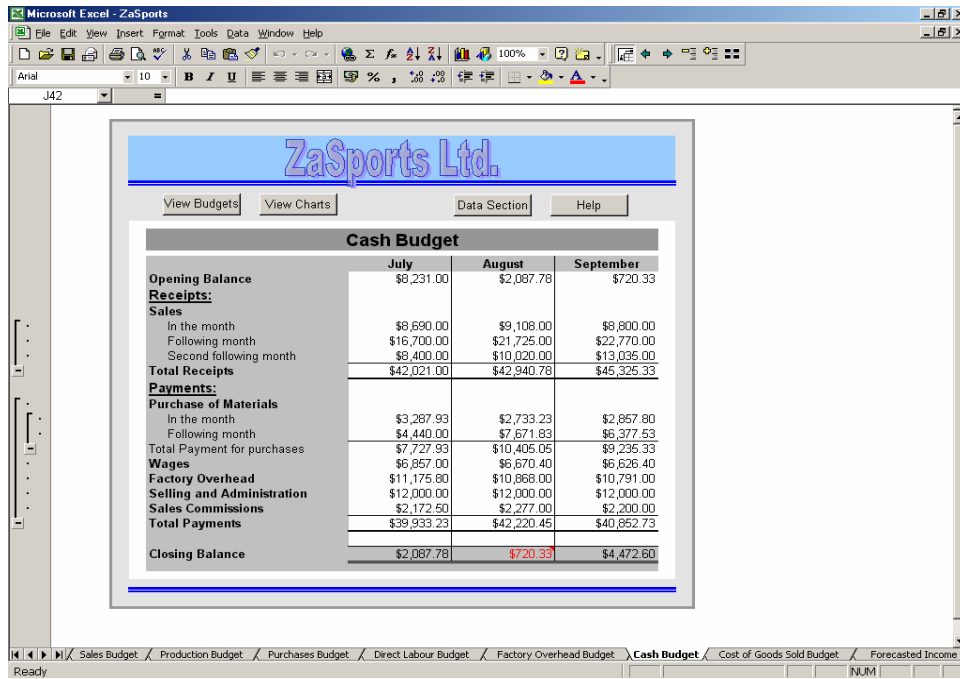 Microsoft Excel - ZaSports
File Edit View Insert Format Tools Data Window Help
100%
Arial 10 B I U
J42 =
ZaSports Ltd.
View Budgets View Charts Data Section Help
Cash Budget
July August September
Opening Balance $8,231.00 $2,087.78 $720.33
Receipts:
Sales
In the month $8,690.00 $9,108.00 $8,800.00
Following month $16,700.00 $21,725.00 $22,770.00
Second following month $8,400.00 $10,020.00 $13,035.00
Total Receipts $42,021.00 $42,940.78 $45,325.33
Payments:
Purchase of Materials
In the month $3,287.93 $2,733.23 $2,857.80
Following month $4,440.00 $7,671.83 $6,377.53
Total Payment for purchases $7,727.93 $10,405.05 $9,235.33
Wages $6,857.00 $6,670.40 $6,626.40
Factory Overhead $11,175.80 $10,868.00 $10,791.00
Selling and Administration $12,000.00 $12,000.00 $12,000.00
Sales Commissions $2,172.50 $2,277.00 $2,200.00
Total Payments $39,933.23 $42,220.45 $40,852.73
Closing Balance $2,087.78 $720.33 $4,472.60
Sales Budget Production Budget Purchases Budget Direct Labour Budget Factory Overhead Budget Cash Budget Cost of Goods Sold Budget Forecasted Income
Ready NUM